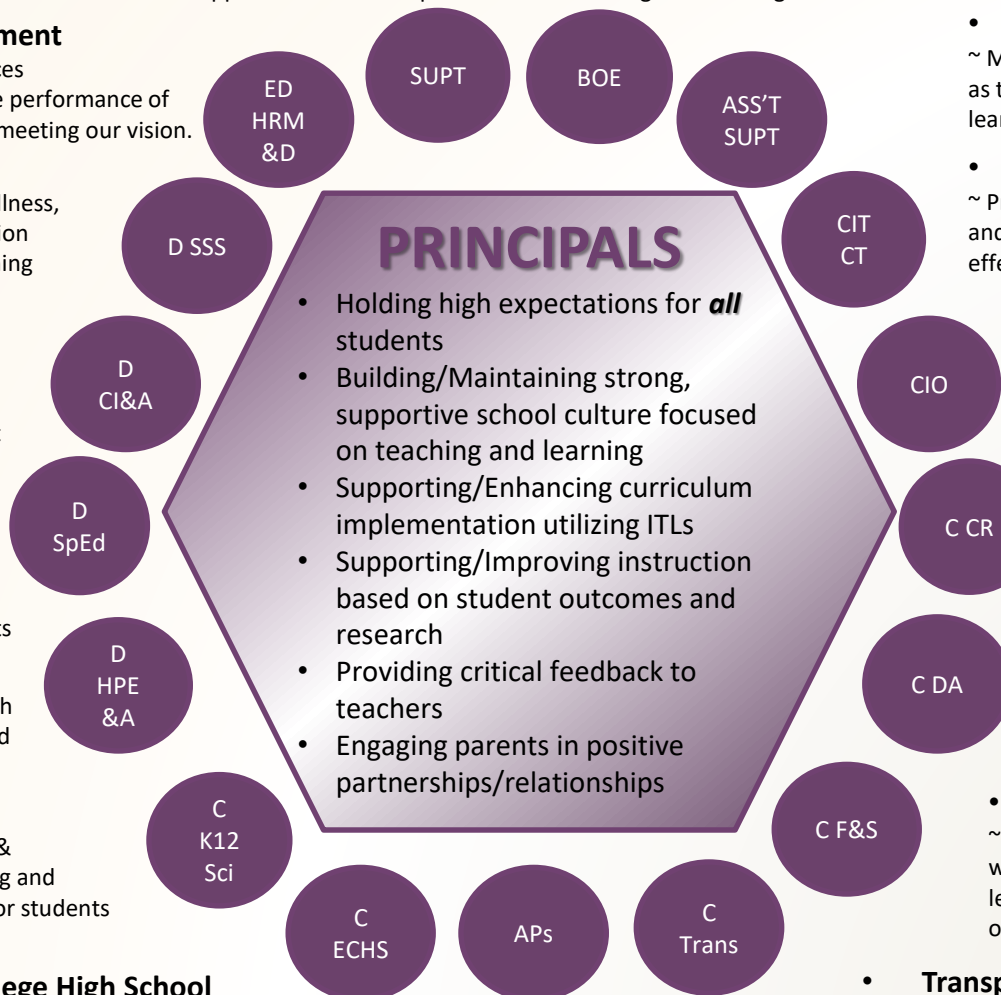 ment
ces
performance of
meeting our vision.
llness,
ion
ing
ts
d
&
g and
or students
ege High School
SUPT
BOE
ED
HRM
&D
ASS’T
SUPT
D SSS
CIT
CT
D
CI&A
CIO
D
SpEd
C CR
D
HPE
&A
C DA
C
K12
Sci
C F&S
C
ECHS
APs
C
Trans
PRINCIPALS
• Holding high expectations for all
students
• Building/Maintaining strong,
supportive school culture focused
on teaching and learning
• Supporting/Enhancing curriculum
implementation utilizing ITLs
• Supporting/Improving instruction
based on student outcomes and
research
• Providing critical feedback to
teachers
• Engaging parents in positive
partnerships/relationships
•
~ M
as t
lear
•
~ P
and
effe
•
~
w
le
o
• Transp